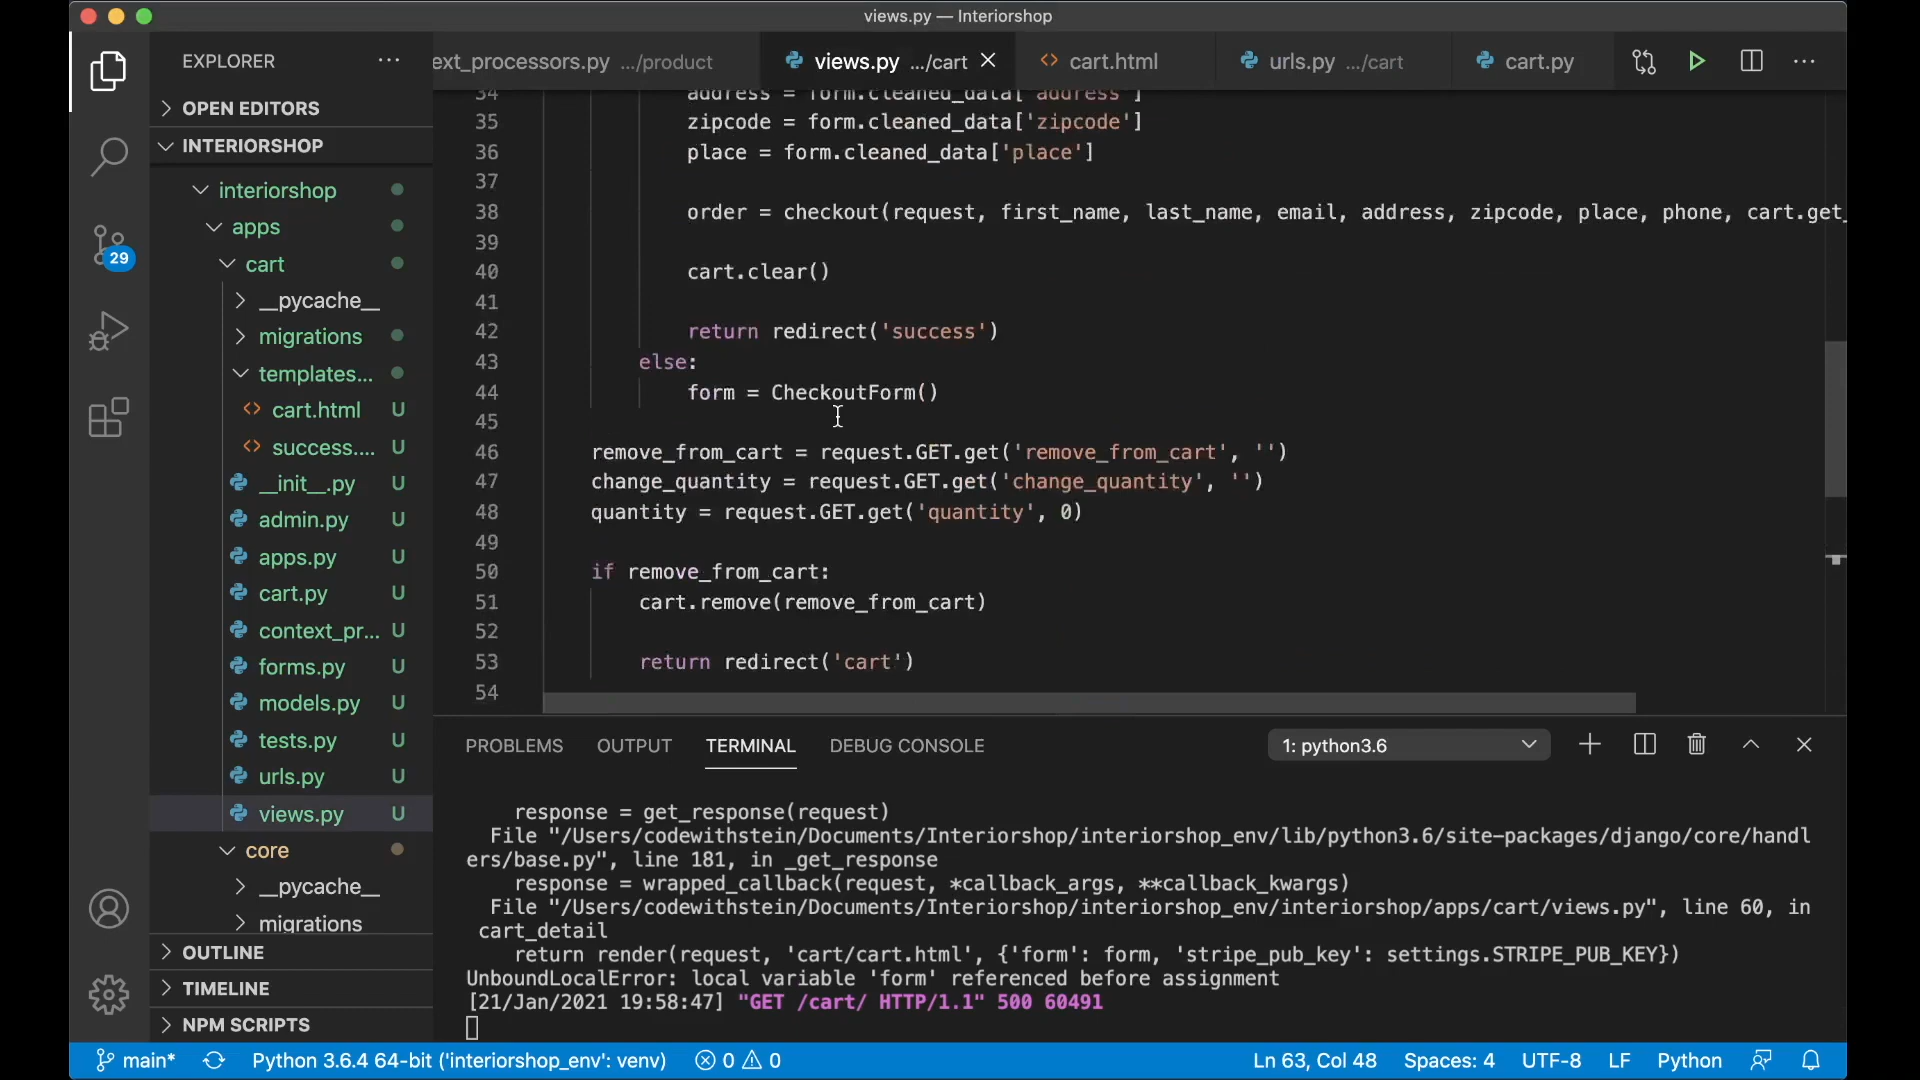 views.py — Interiorshop
EXPLORER
ext_processors.py .../product
views.py .../cart
cart.html
urls.py .../cart
cart.py
OPEN EDITORS
INTERIORSHOP
interiorshop
apps
cart
__pycache__
migrations
templates...
cart.html U
success.... U
__init__.py U
admin.py U
apps.py U
cart.py U
context_pr... U
forms.py U
models.py U
tests.py U
urls.py U
views.py U
core
__pycache__
migrations
OUTLINE
TIMELINE
NPM SCRIPTS
29
34 address = form.cleaned_data['address']
35 zipcode = form.cleaned_data['zipcode']
36 place = form.cleaned_data['place']
37
38 order = checkout(request, first_name, last_name, email, address, zipcode, place, phone, cart.get_
39
40 cart.clear()
41
42 return redirect('success')
43 else:
44 form = CheckoutForm()
45
46 remove_from_cart = request.GET.get('remove_from_cart', '')
47 change_quantity = request.GET.get('change_quantity', '')
48 quantity = request.GET.get('quantity', 0)
49
50 if remove_from_cart:
51 cart.remove(remove_from_cart)
52
53 return redirect('cart')
54
PROBLEMS OUTPUT TERMINAL DEBUG CONSOLE
1: python3.6
response = get_response(request)
File "/Users/codewithstein/Documents/Interiorshop/interiorshop_env/lib/python3.6/site-packages/django/core/handl
ers/base.py", line 181, in _get_response
response = wrapped_callback(request, *callback_args, **callback_kwargs)
File "/Users/codewithstein/Documents/Interiorshop/interiorshop_env/interiorshop/apps/cart/views.py", line 60, in
cart_detail
return render(request, 'cart/cart.html', {'form': form, 'stripe_pub_key': settings.STRIPE_PUB_KEY})
UnboundLocalError: local variable 'form' referenced before assignment
[21/Jan/2021 19:58:47] "GET /cart/ HTTP/1.1" 500 60491
main* Python 3.6.4 64-bit ('interiorshop_env': venv) 0 0 Ln 63, Col 48 Spaces: 4 UTF-8 LF Python